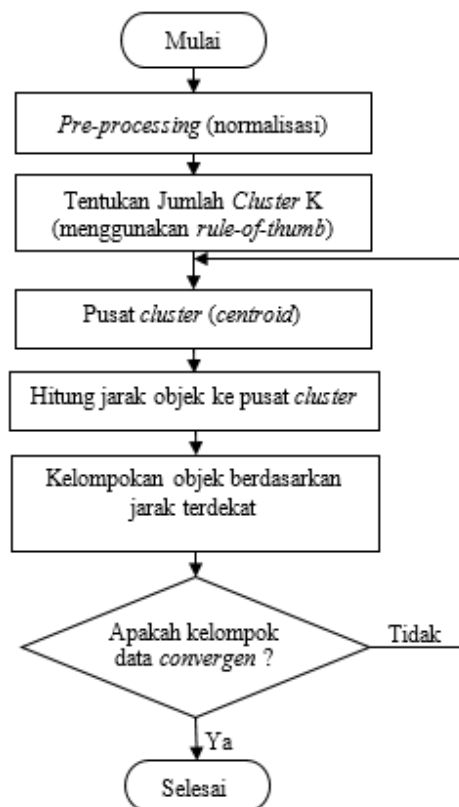 Mulai
Pre-processing (normalisasi)
Tentukan Jumlah Cluster K
(menggunakan rule-of-thumb)
Pusat cluster (centroid)
Hitung jarak objek ke pusat cluster
Kelompokan objek berdasarkan
jarak terdekat
Apakah kelompok
data convergen ?
Tidak
Ya
Selesai